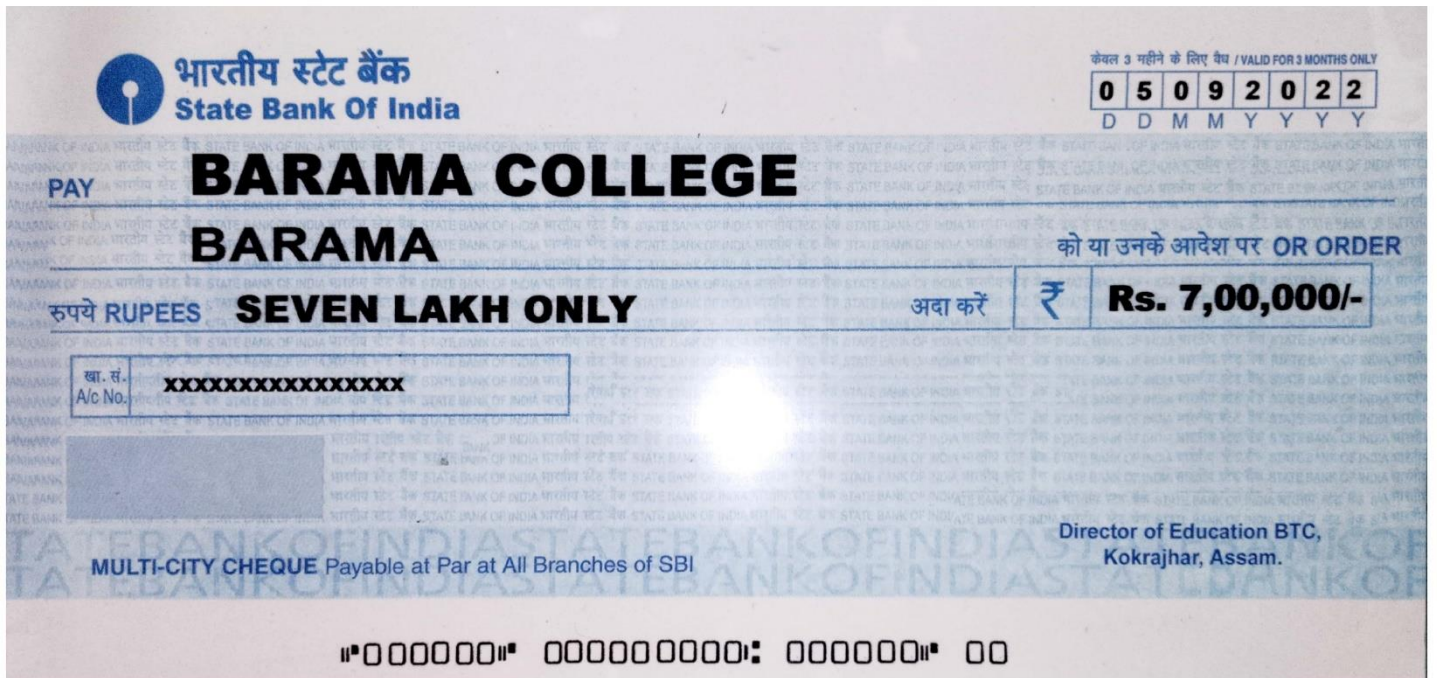 भारतीय स्टेट बैंक
State Bank Of India
केवल 3 महीने के लिए वैध / VALID FOR 3 MONTHS ONLY
0 5 0 9 2 0 2 2
D D M M Y Y Y Y
PAY BARAMA COLLEGE
BARAMA को या उनके आदेश पर OR ORDER
रुपये RUPEES SEVEN LAKH ONLY अदा करें ₹ Rs. 7,00,000/-
खा. सं.
A/c No. xxxxxxxxxxxxxxxx
Director of Education BTC,
Kokrajhar, Assam.
MULTI-CITY CHEQUE Payable at Par at All Branches of SBI
⑈000000⑈ 000000000⑆ 000000⑈ 00